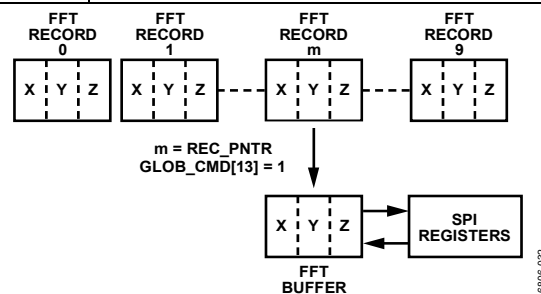 FFT
RECORD
0
FFT
RECORD
1
FFT
RECORD
m
FFT
RECORD
9
X Y Z
X Y Z
X Y Z
X Y Z
m = REC_PNTR
GLOB_CMD[13] = 1
X Y Z
SPI
REGISTERS
FFT
BUFFER